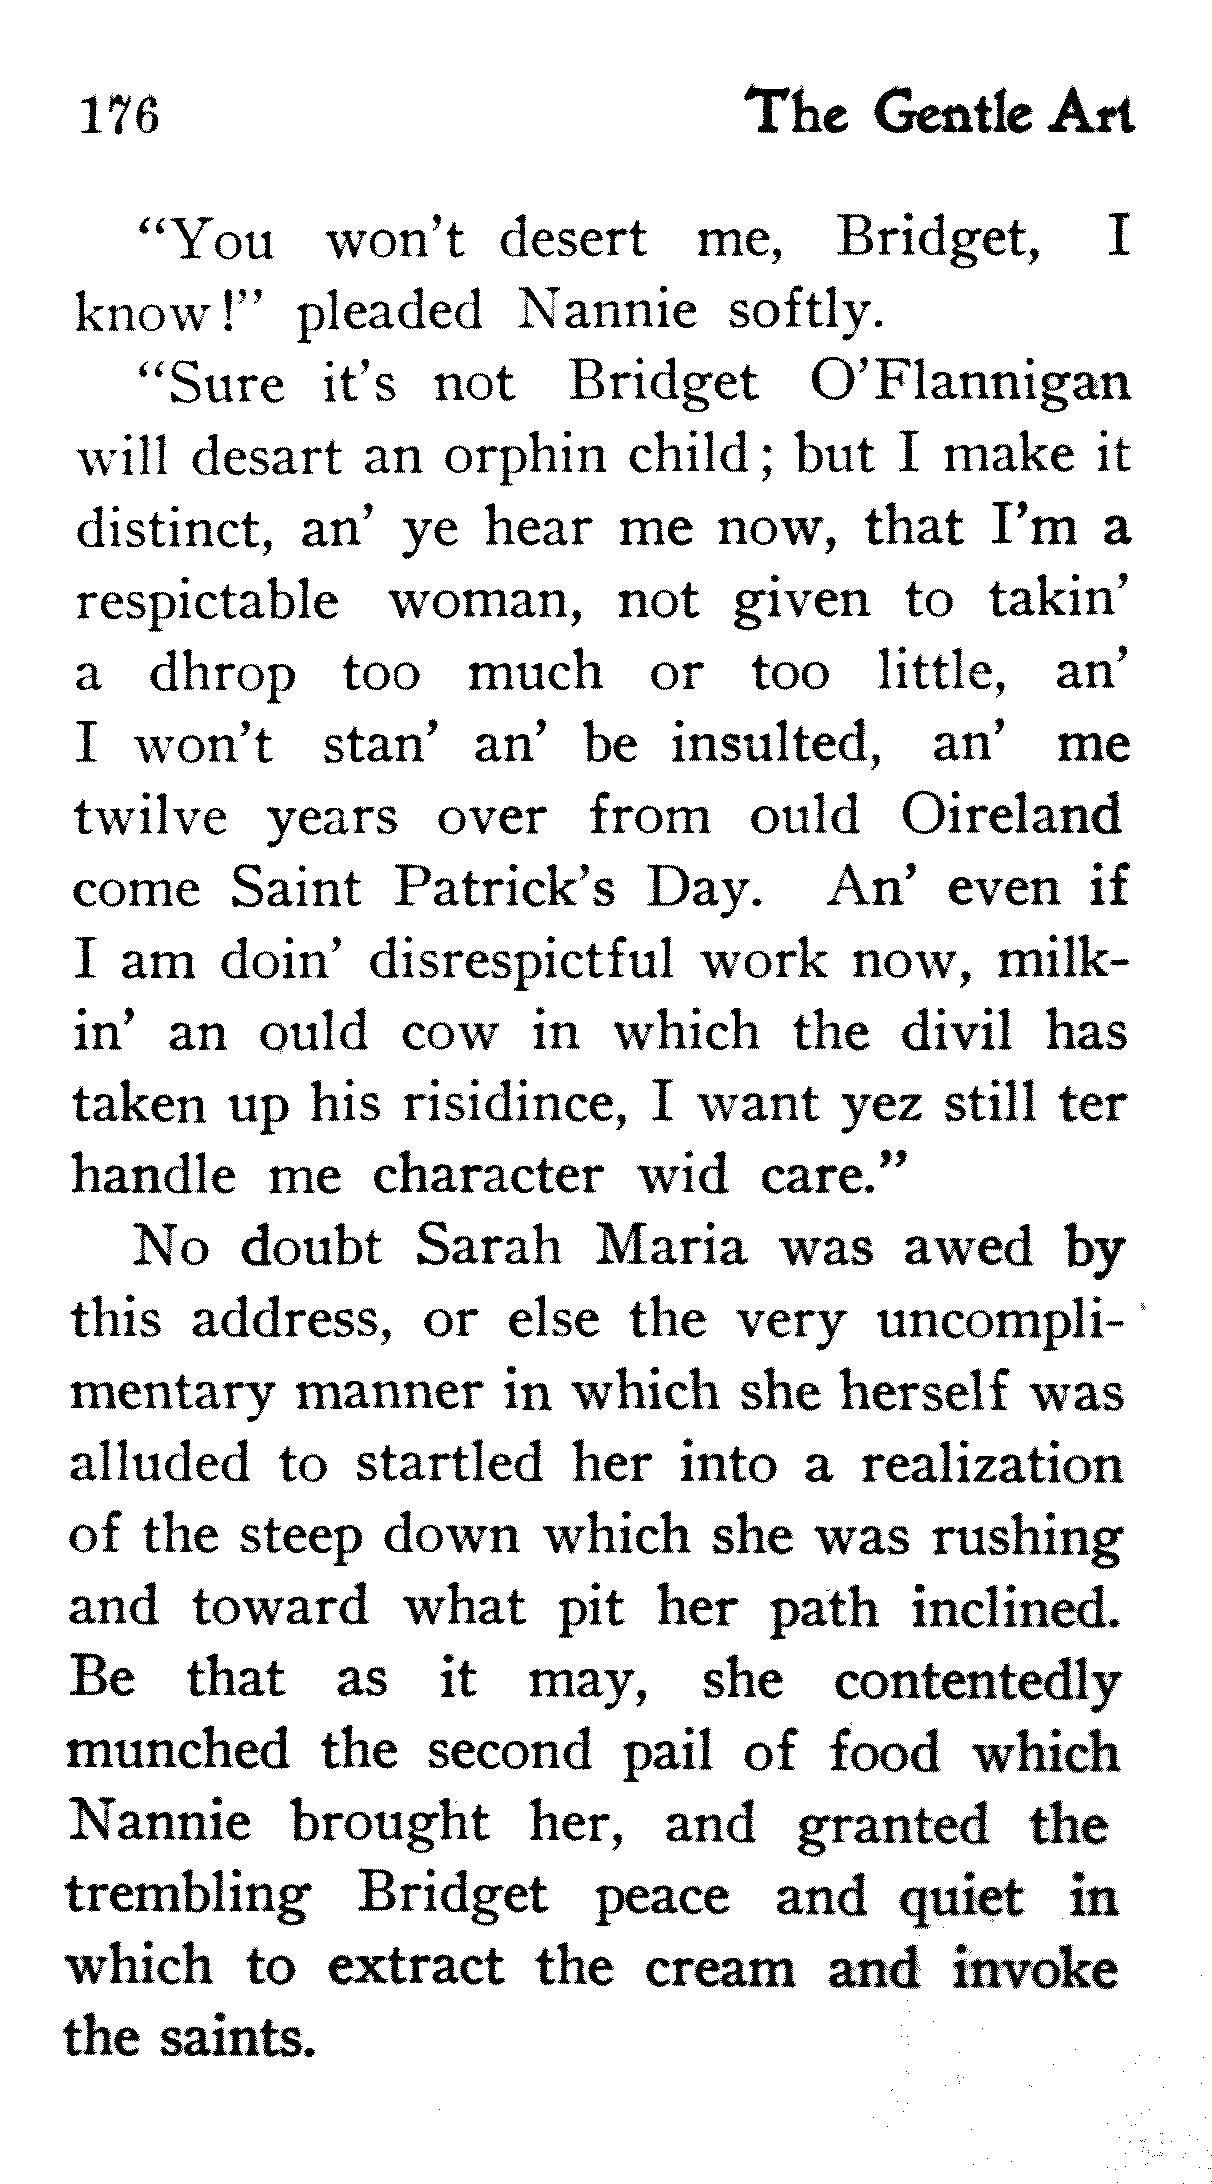 176 The Gentle Art
"You won't desert me, Bridget, I
know!" pleaded Nannie softly.
"Sure it's not Bridget O'Flannigan
will desart an orphin child; but I make it
distinct, an' ye hear me now, that I'm a
respictable woman, not given to takin'
a dhrop too much or too little, an'
I won't stan' an' be insulted, an' me
twilve years over from ould Oireland
come Saint Patrick's Day. An' even if
I am doin' disrespictful work now, milk-
in' an ould cow in which the divil has
taken up his risidince, I want yez still ter
handle me character wid care."
No doubt Sarah Maria was awed by
this address, or else the very uncompli-
mentary manner in which she herself was
alluded to startled her into a realization
of the steep down which she was rushing
and toward what pit her path inclined.
Be that as it may, she contentedly
munched the second pail of food which
Nannie brought her, and granted the
trembling Bridget peace and quiet in
which to extract the cream and invoke
the saints.